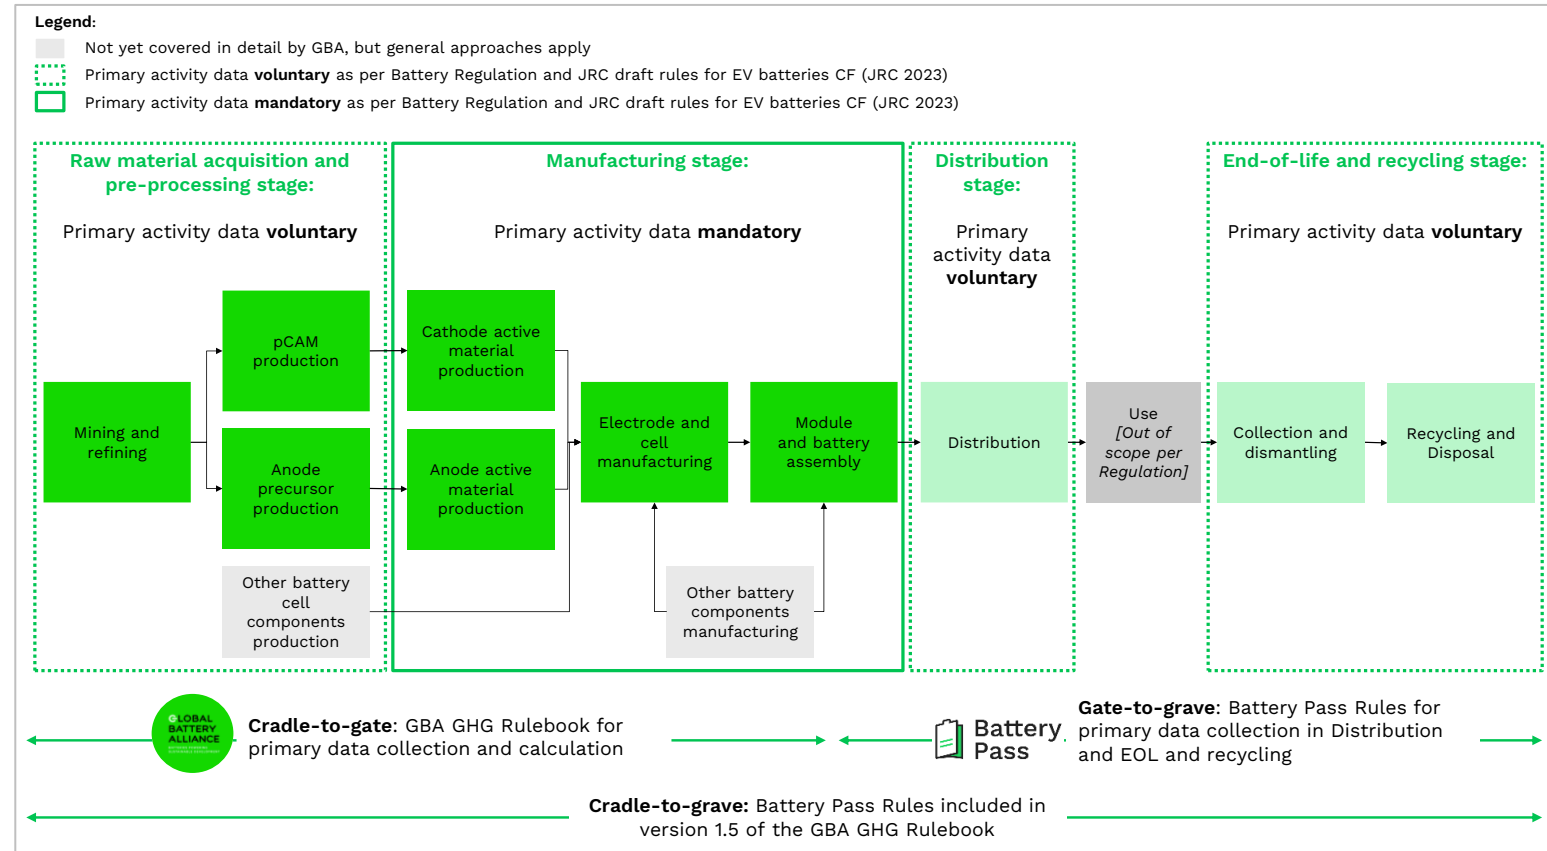 Legend:
Not yet covered in detail by GBA, but general approaches apply
Primary activity data voluntary as per Battery Regulation and JRC draft rules for EV batteries CF (JRC 2023)
Primary activity data mandatory as per Battery Regulation and JRC draft rules for EV batteries CF (JRC 2023)
Raw material acquisition and
pre-processing stage:
Primary activity data voluntary
Manufacturing stage:
Primary activity data mandatory
Distribution
stage:
Primary
activity data
voluntary
End-of-life and recycling stage:
Primary activity data voluntary
Mining and
refining
pCAM
production
Anode
precursor
production
Other battery
cell
components
production
Cathode active
material
production
Anode active
material
production
Electrode and
cell
manufacturing
Module
and battery
assembly
Other battery
components
manufacturing
Distribution
Use
[Out of
scope per
Regulation]
Collection and
dismantling
Recycling and
Disposal
GLOBAL
BATTERY
ALLIANCE
Cradle-to-gate: GBA GHG Rulebook for
primary data collection and calculation
Battery
Pass
Gate-to-grave: Battery Pass Rules for
primary data collection in Distribution
and EOL and recycling
Cradle-to-grave: Battery Pass Rules included in
version 1.5 of the GBA GHG Rulebook